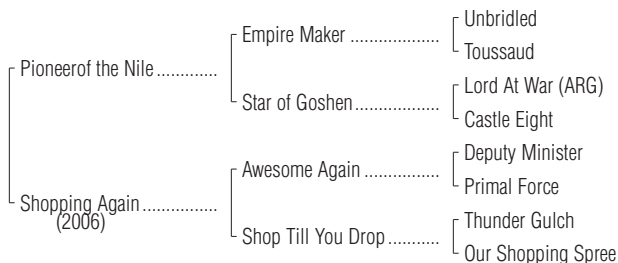 Unbridled
Empire Maker ...................
Toussaud
Pioneerof the Nile .............
Lord At War (ARG)
Star of Goshen..................
Castle Eight
Deputy Minister
Awesome Again ................
Primal Force
Shopping Again ................
(2006)
Thunder Gulch
Shop Till You Drop ...........
Our Shopping Spree